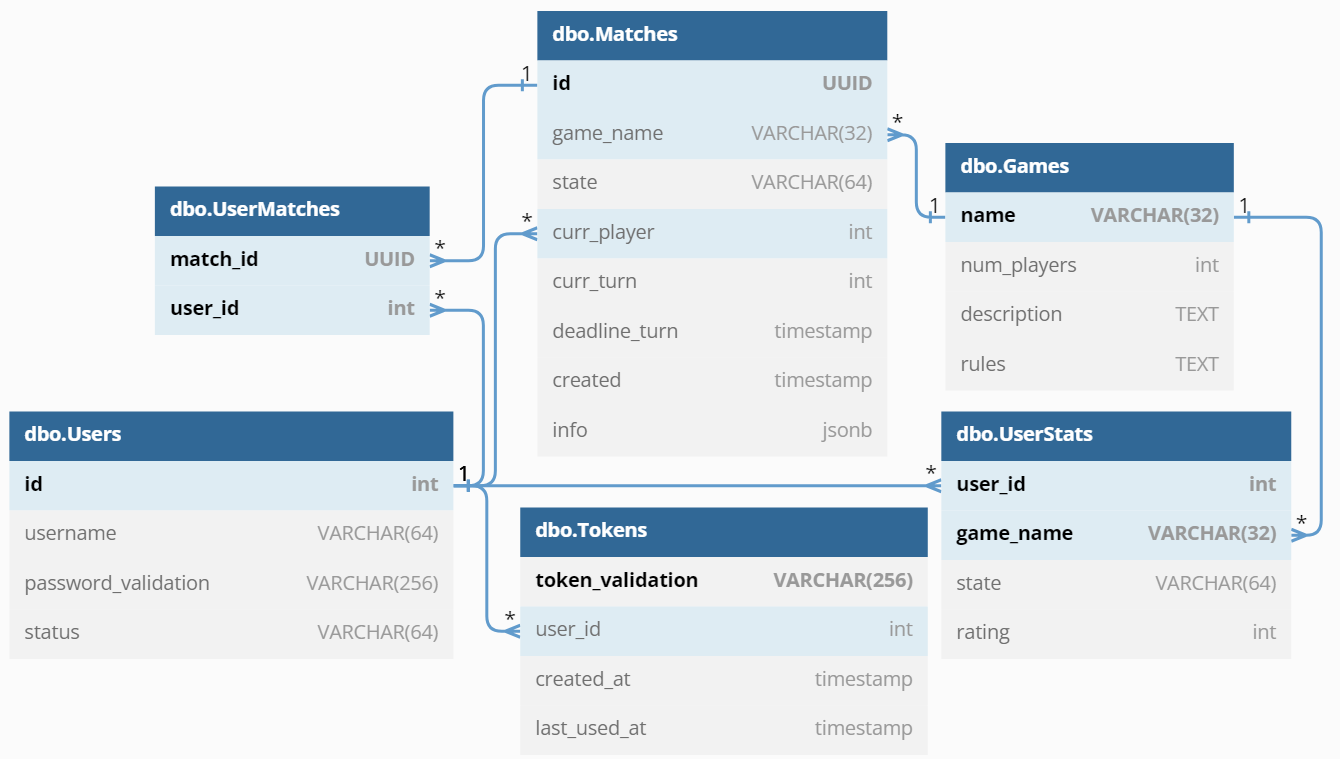 dbo.Matches
1
id UUID
*
game_name VARCHAR(32)
state VARCHAR(64)
*
curr_player int
curr_turn int
deadline_turn timestamp
created timestamp
info jsonb
dbo.Games
1
name VARCHAR(32)
1
num_players int
description TEXT
rules TEXT
dbo.UserMatches
*
match_id UUID
*
user_id int
dbo.Users
1
id int
username VARCHAR(64)
password_validation VARCHAR(256)
status VARCHAR(64)
dbo.UserStats
*
user_id int
*
game_name VARCHAR(32)
state VARCHAR(64)
rating int
dbo.Tokens
token_validation VARCHAR(256)
*
user_id int
created_at timestamp
last_used_at timestamp